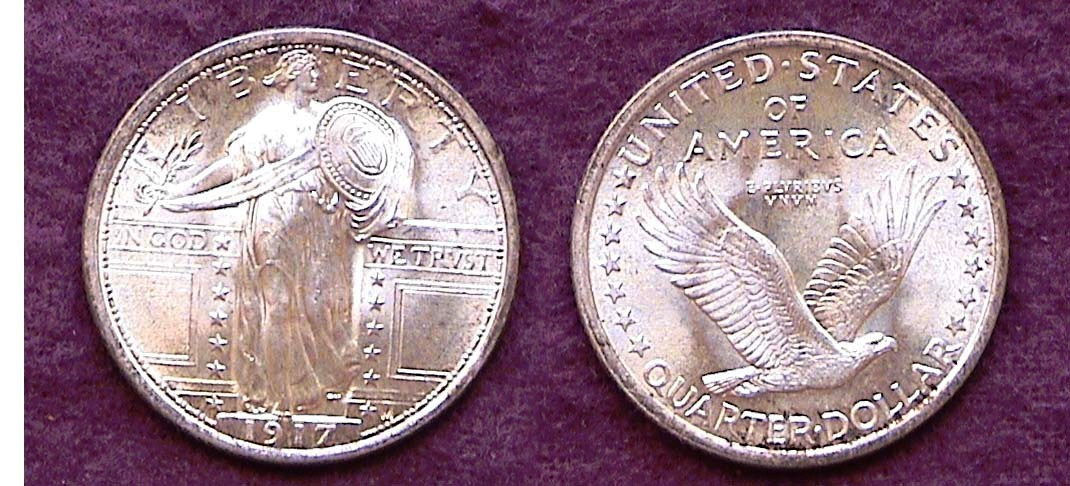 LIBERTY
IN GOD WE TRVST
1917
M
UNITED·STATES
OF
AMERICA
E·PLVRIBVS
VNVM
QUARTER·DOLLAR